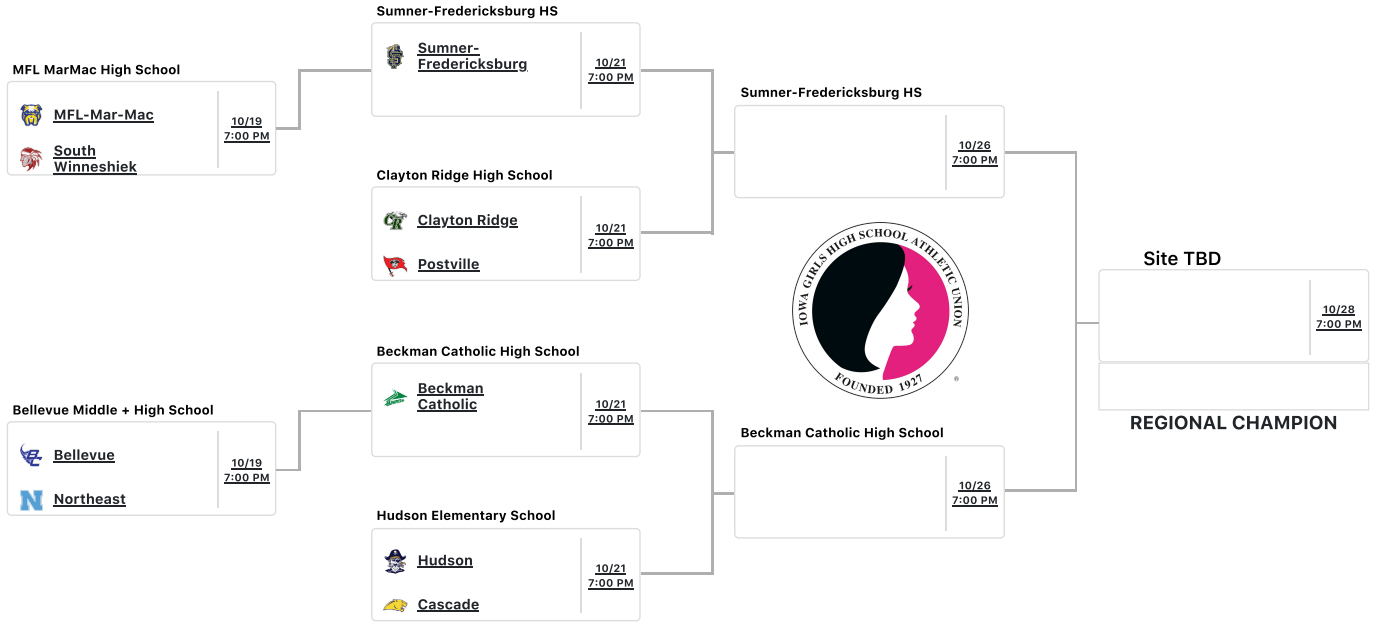 Sumner-Fredericksburg HS
Sumner-
Fredericksburg
10/21
7:00 PM
MFL MarMac High School
MFL-Mar-Mac
South
Winneshiek
10/19
7:00 PM
Clayton Ridge High School
CR
Clayton Ridge
Postville
10/21
7:00 PM
Sumner-Fredericksburg HS
10/26
7:00 PM
IOWA GIRLS HIGH SCHOOL ATHLETIC UNION
FOUNDED 1927
®
Site TBD
10/28
7:00 PM
REGIONAL CHAMPION
Beckman Catholic High School
Beckman
Catholic
10/21
7:00 PM
Bellevue Middle + High School
Bellevue
N
Northeast
10/19
7:00 PM
Hudson Elementary School
Hudson
Cascade
10/21
7:00 PM
Beckman Catholic High School
10/26
7:00 PM